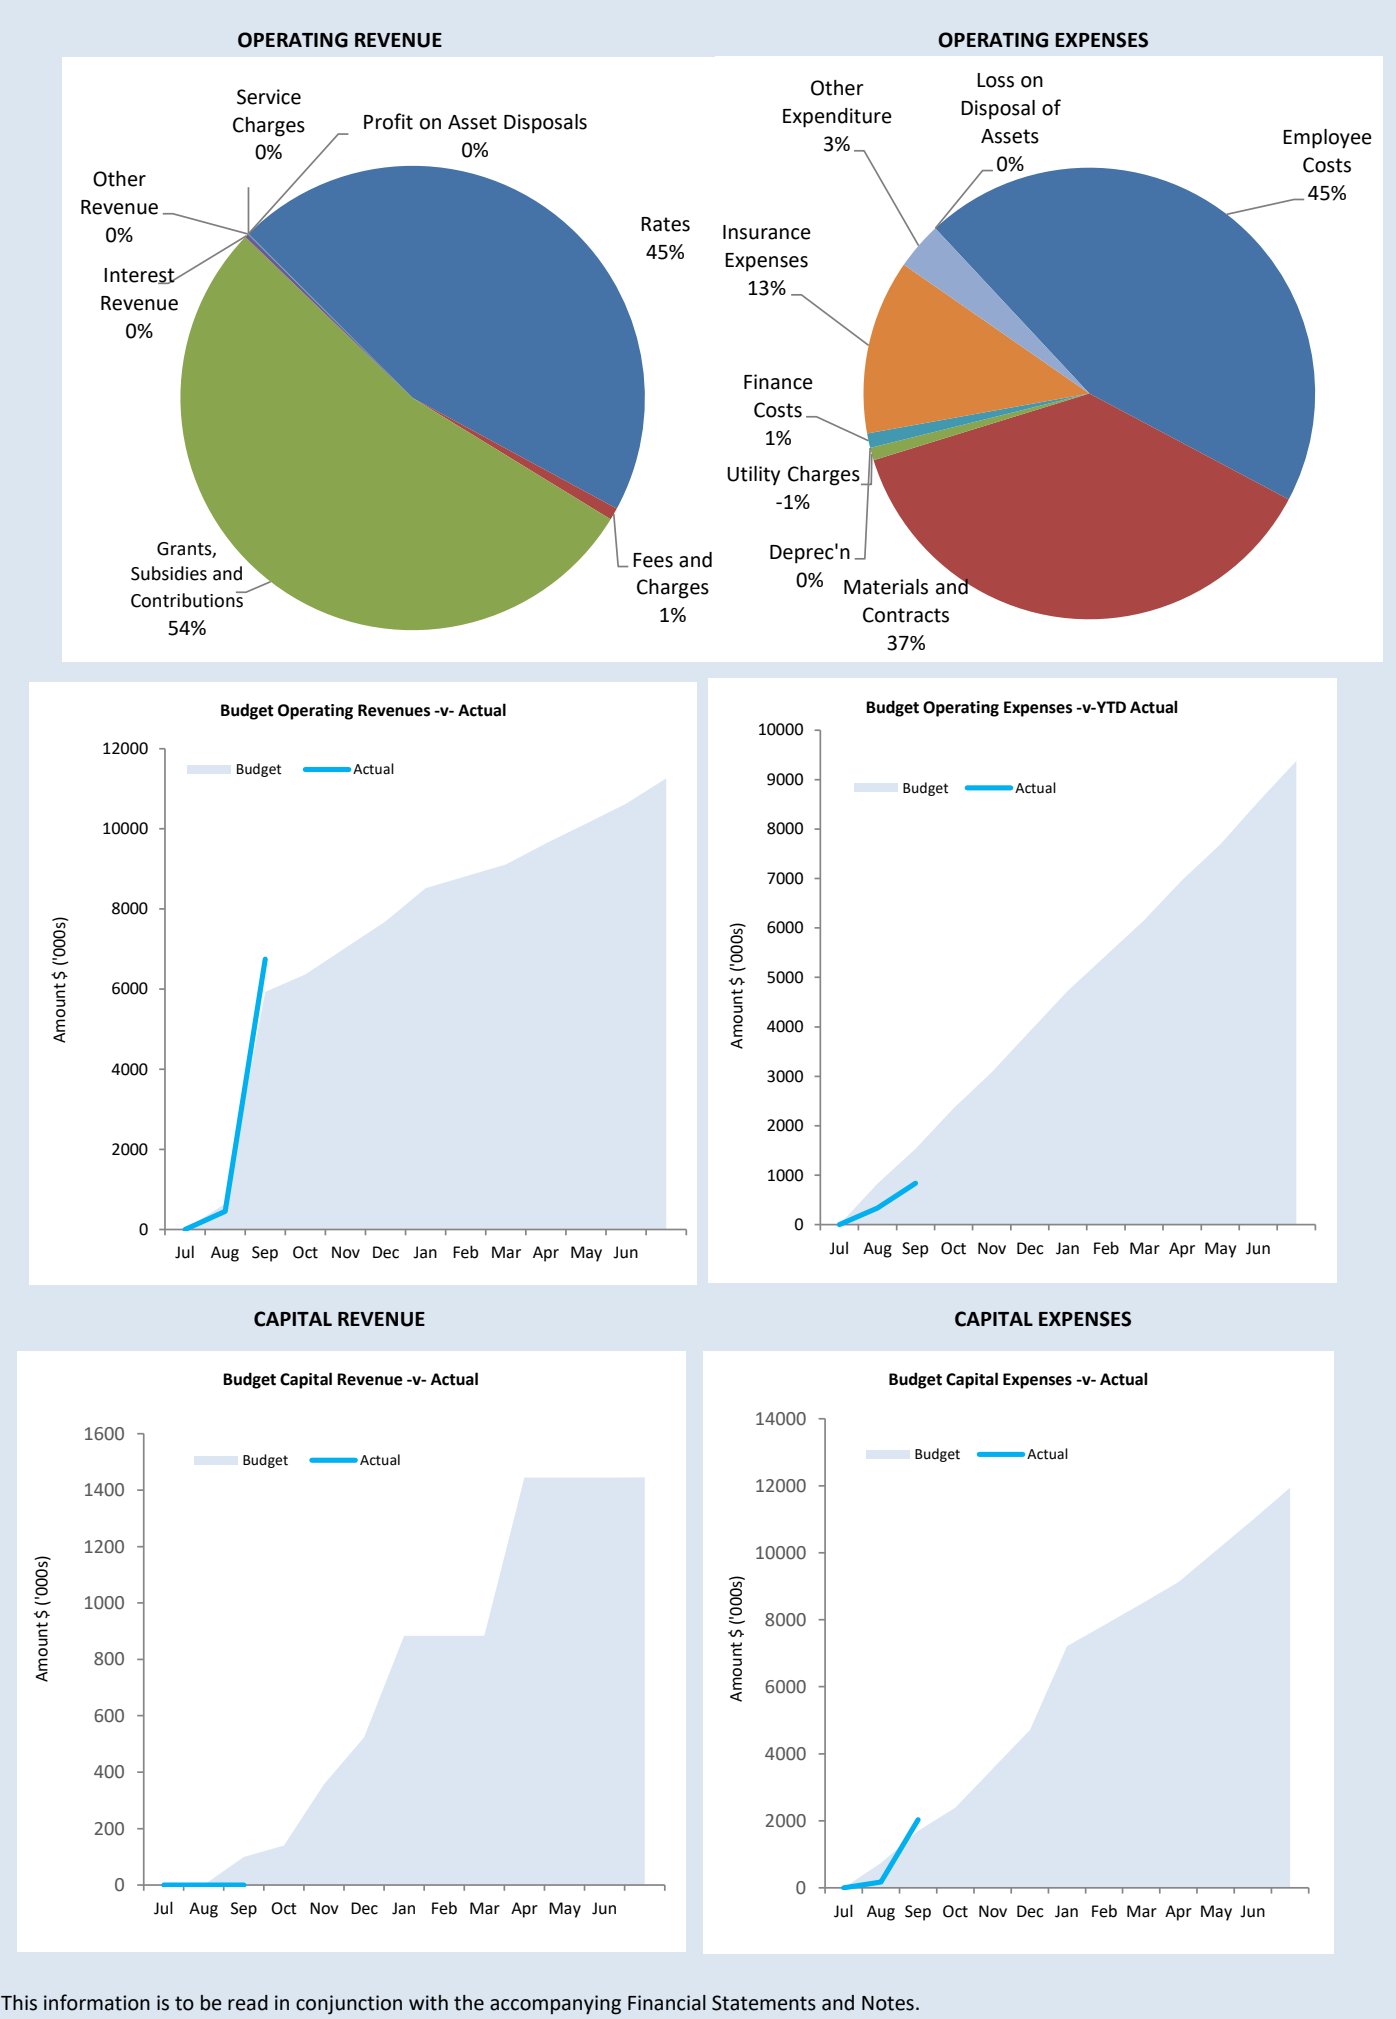 OPERATING REVENUE
Service
Charges
0%
Profit on Asset Disposals
0%
Other
Revenue
0%
Interest
Revenue
0%
Rates
45%
Grants,
Subsidies and
Contributions
54%
Fees and
Charges
1%
OPERATING EXPENSES
Other
Expenditure
3%
Loss on
Disposal of
Assets
0%
Employee
Costs
45%
Insurance
Expenses
13%
Finance
Costs
1%
Utility Charges
-1%
Deprec'n
0%
Materials and
Contracts
37%
Budget Operating Revenues -v- Actual
Budget
Actual
Amount $ ('000s)
12000
10000
8000
6000
4000
2000
0
Jul Aug Sep Oct Nov Dec Jan Feb Mar Apr May Jun
Budget Operating Expenses -v-YTD Actual
Budget
Actual
Amount $ ('000s)
10000
9000
8000
7000
6000
5000
4000
3000
2000
1000
0
Jul Aug Sep Oct Nov Dec Jan Feb Mar Apr May Jun
CAPITAL REVENUE
Budget Capital Revenue -v- Actual
Budget
Actual
Amount $ ('000s)
1600
1400
1200
1000
800
600
400
200
0
Jul Aug Sep Oct Nov Dec Jan Feb Mar Apr May Jun
CAPITAL EXPENSES
Budget Capital Expenses -v- Actual
Budget
Actual
Amount $ ('000s)
14000
12000
10000
8000
6000
4000
2000
0
Jul Aug Sep Oct Nov Dec Jan Feb Mar Apr May Jun
This information is to be read in conjunction with the accompanying Financial Statements and Notes.